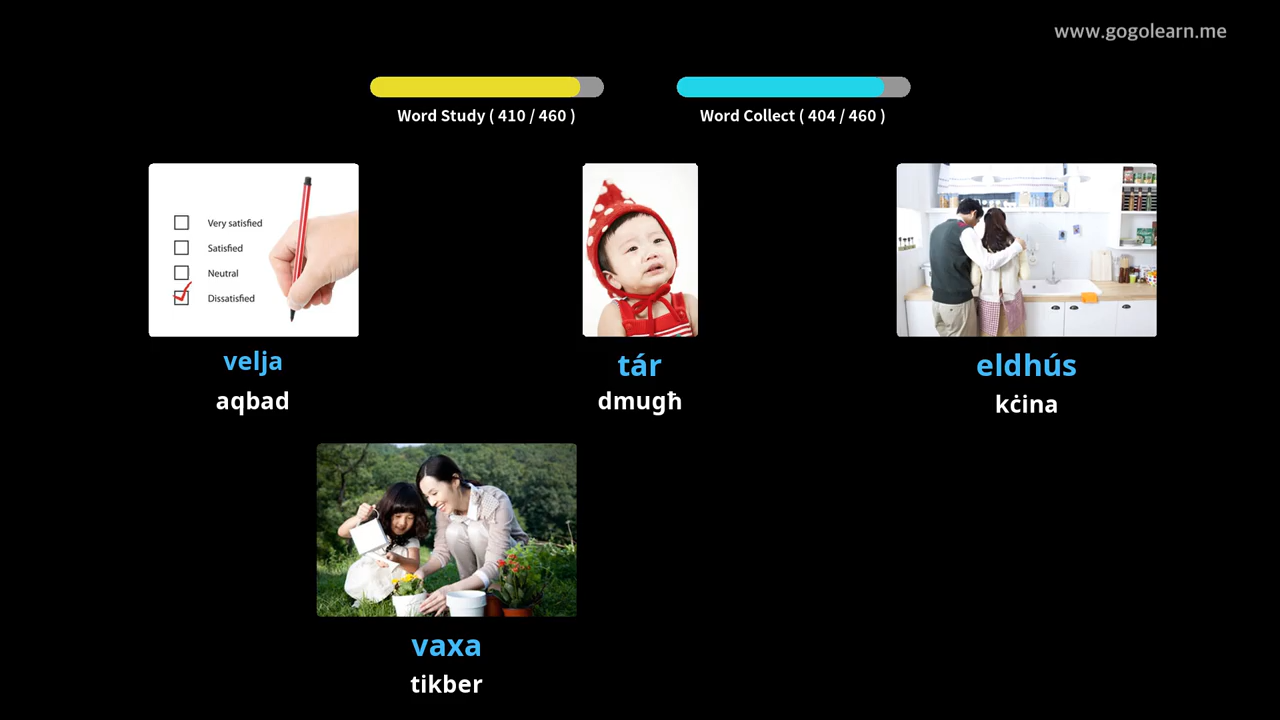 www.gogolearn.me
Word Study ( 410 / 460 )
Word Collect ( 404 / 460 )
Very satisfied
Satisfied
Neutral
Dissatisfied
velja
aqbad
tár
dmugħ
eldhús
kċina
vaxa
tikber